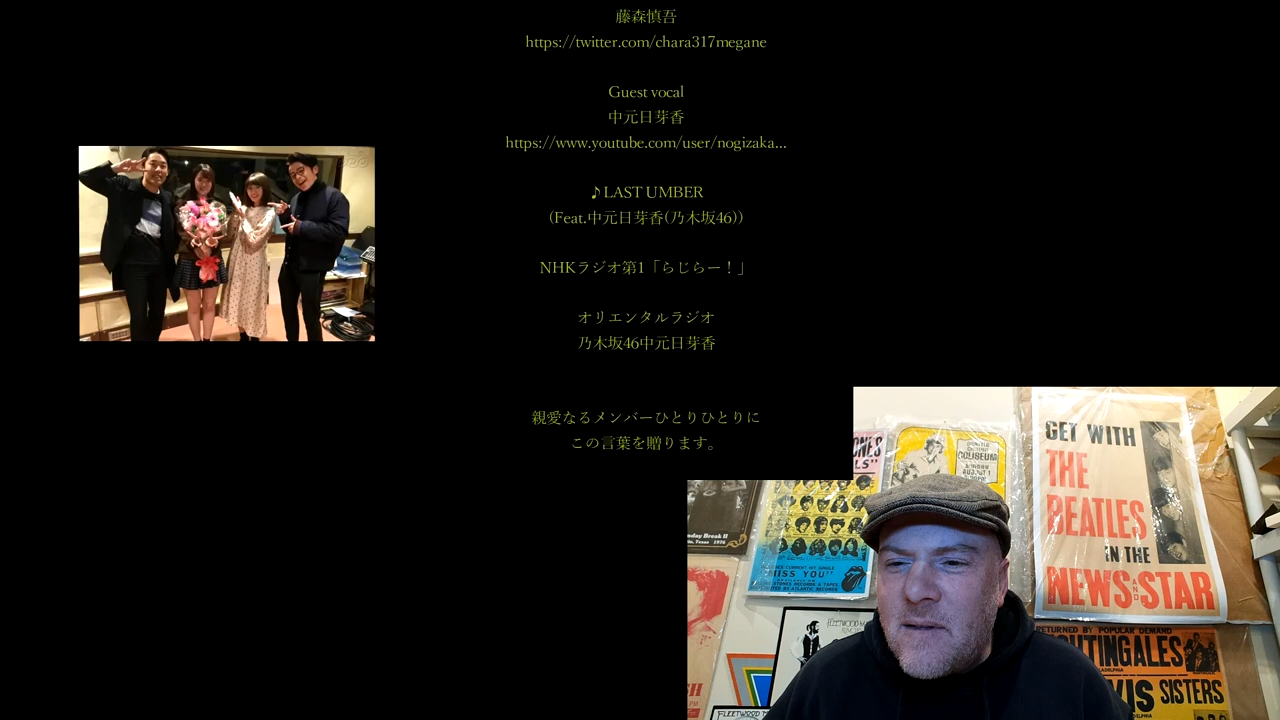 藤森慎吾
https://twitter.com/chara317megane
Guest vocal
中元日芽香
https://www.youtube.com/user/nogizaka...
♪LAST UMBER
(Feat.中元日芽香(乃木坂46))
NHKラジオ第1「らじらー！」
オリエンタルラジオ
乃木坂46中元日芽香
親愛なるメンバーひとりひとりに
この言葉を贈ります。
GET WITH
THE
BEATLES
IN THE
NEWS AND STAR
COLISEUM
"MISS YOU"
FLEETWOOD
RETURNED BY POPULAR DEMAND
NIGHTINGALES
SISTERS
FLEETWOOD